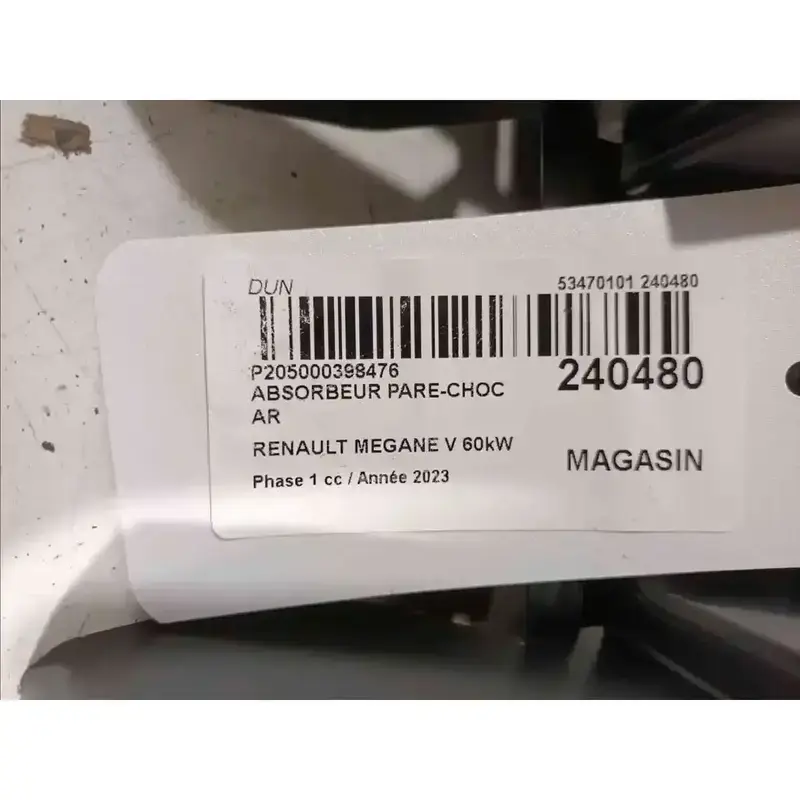 DUN
53470101 240480
P205000398476
240480
ABSORBEUR PARE-CHOC
AR
RENAULT MEGANE V 60kW
MAGASIN
Phase 1 cc / Année 2023